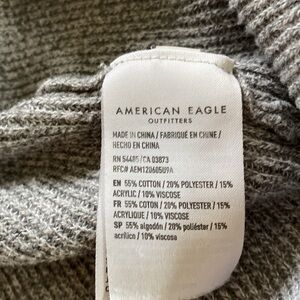 AMERICAN EAGLE
OUTFITTERS
MADE IN CHINA / FABRIQUÉ EN CHINE /
HECHO EN CHINA
RN 54485/CA 03873
RFC# AEM1206605U9A
EN 55% COTTON / 20% POLYESTER / 15%
ACRYLIC / 10% VISCOSE
FR 55% COTTON / 20% POLYESTER / 15%
ACRYLIQUE / 10% VISCOSE
SP 55% algodón / 20% poliéster / 15%
acrílico / 10% viscosa